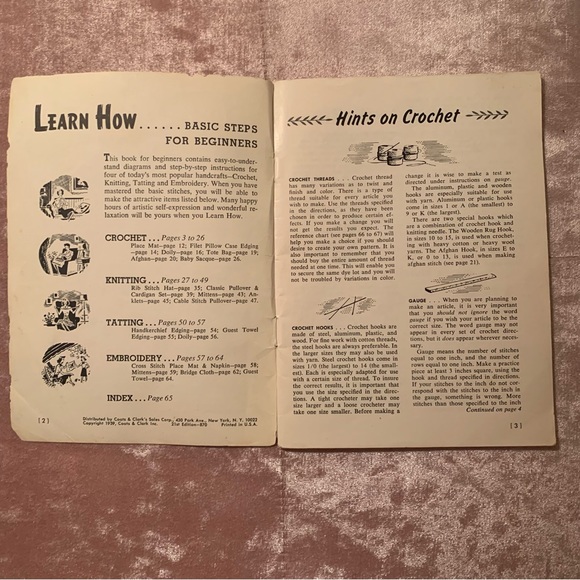 LEARN HOW...... BASIC STEPS
FOR BEGINNERS
This book for beginners contains easy-to-under-
stand diagrams and step-by-step instructions for
four of today's most popular handcrafts—Crochet,
Knitting, Tatting and Embroidery. When you have
mastered the basic stitches, you will be able to
make the attractive items listed below. Many happy
hours of artistic self-expression and wonderful re-
laxation will be yours when you Learn How.
CROCHET... Pages 3 to 26
Place Mat—page 12; Filet Pillow Case Edging
—page 14; Doily—page 16; Tote Bag—page 19;
Afghan—page 20; Baby Sacque—page 26.
KNITTING... Pages 27 to 49
Rib Stitch Hat—page 35; Classic Pullover &
Cardigan Set—page 39; Mittens—page 43; An-
klets—page 45; Cable Stitch Pullover—page 47.
TATTING... Pages 50 to 57
Handkerchief Edging—page 54; Guest Towel
Edging—page 55; Doily—page 56.
EMBROIDERY... Pages 57 to 64
Cross Stitch Place Mat & Napkin—page 58;
Mittens—page 59; Bridge Cloth—page 62; Guest
Towel—page 64.
INDEX... Page 65
Distributed by Coats & Clark's Sales Corp., 430 Park Ave., New York, N. Y. 10022
Copyright 1959, Coats & Clark Inc. 21st Edition—870 Printed in U.S.A.
[ 2 ]
Hints on Crochet
CROCHET THREADS . . . Crochet thread
has many variations as to twist and
finish and color. There is a type of
thread suitable for every article you
wish to make. Use the threads specified
in the directions, as they have been
chosen in order to produce certain ef-
fects. If you make a change you will
not get the results you expect. The
reference chart (see pages 66 to 67) will
help you make a choice if you should
desire to create your own pattern. It is
also important to remember that you
should buy the entire amount of thread
needed at one time. This will enable you
to secure the same dye lot and you will
not be troubled by variations in color.
CROCHET HOOKS . . . Crochet hooks are
made of steel, aluminum, plastic, and
wood. For fine work with cotton threads,
the steel hooks are always preferable. In
the larger sizes they may also be used
with yarn. Steel crochet hooks come in
sizes 1/0 (the largest) to 14 (the small-
est). Each is especially adapted for use
with a certain size of thread. To insure
the correct results, it is important that
you use the size specified in the direc-
tions. A tight crocheter may take one
size larger and a loose crocheter may
take one size smaller. Before making a
change it is wise to make a test as
directed under instructions on gauge.
The aluminum, plastic and wooden
hooks are especially suitable for use
with yarn. Aluminum or plastic hooks
come in sizes 1 or A (the smallest) to
9 or K (the largest).
There are two special hooks which
are a combination of crochet hook and
knitting needle. The Wooden Rug Hook,
in sizes 10 to 15, is used when crochet-
ing with heavy cotton or heavy wool
yarns. The Afghan Hook, in sizes E to
K, or 0 to 13, is used when making
afghan stitch (see page 21).
GAUGE . . . When you are planning to
make an article, it is very important
that you should not ignore the word
gauge if you wish your article to be the
correct size. The word gauge may not
appear in every set of crochet direc-
tions, but it does appear wherever neces-
sary.
Gauge means the number of stitches
equal to one inch, and the number of
rows equal to one inch. Make a practice
piece at least 3 inches square, using the
hook and thread specified in directions.
If your stitches to the inch do not cor-
respond with the stitches to the inch in
the gauge, something is wrong. More
stitches than those specified to the inch
Continued on page 4
[ 3 ]